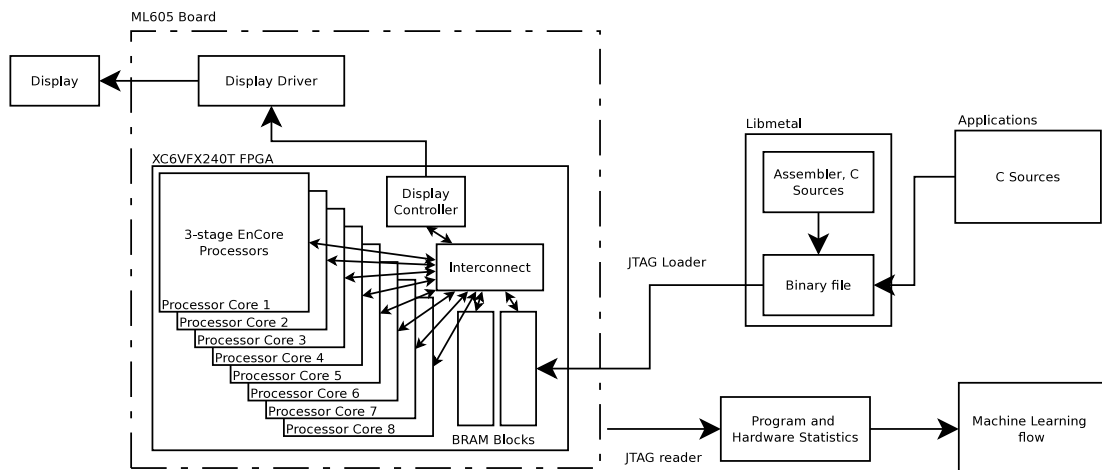 ML605 Board
Display
Display Driver
XC6VFX240T FPGA
Display
Controller
3-stage EnCore
Processors
Interconnect
Processor Core 1
Processor Core 2
Processor Core 3
Processor Core 4
Processor Core 5
Processor Core 6
Processor Core 7
Processor Core 8
BRAM Blocks
Libmetal
Assembler, C
Sources
Binary file
Applications
C Sources
JTAG Loader
JTAG reader
Program and
Hardware Statistics
Machine Learning
flow